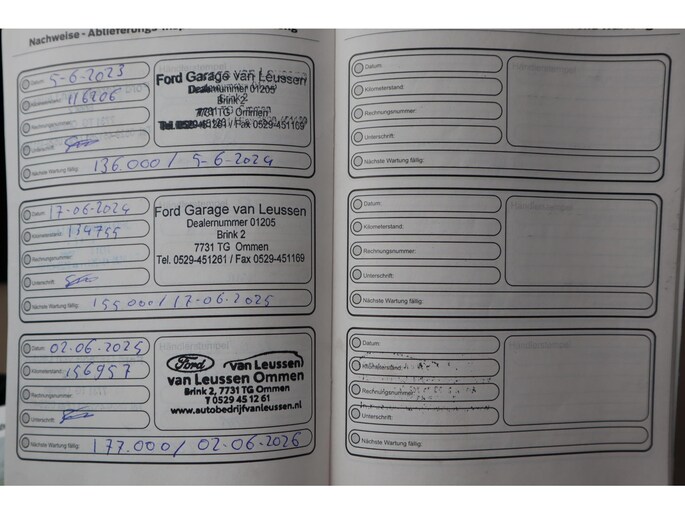 Nachweise - Ablieferungs
Datum: 5-6-2023
Kilometerstand: 116206
Rechnungsnummer:
Unterschrift:
Nächste Wartung fällig: 136.000 / 5-6-2024
Ford Garage van Leussen
Dealernummer 01205
Brink 2
7731 TG Ommen
Tel. 0529-451261 / Fax 0529-451169
Datum: 17-06-2024
Kilometerstand: 134755
Rechnungsnummer:
Unterschrift:
Nächste Wartung fällig: 155.000 / 17-06-2025
Ford Garage van Leussen
Dealernummer 01205
Brink 2
7731 TG Ommen
Tel. 0529-451261 / Fax 0529-451169
Datum: 02-06-2025
Kilometerstand: 156957
Rechnungsnummer:
Unterschrift:
Nächste Wartung fällig: 177.000 / 02-06-2026
Ford van Leussen
van Leussen Ommen
Brink 2, 7731 TG Ommen
T 0529 45 12 61
www.autobedrijfvanleussen.nl
Datum:
Kilometerstand:
Rechnungsnummer:
Unterschrift:
Nächste Wartung fällig:
Datum:
Kilometerstand:
Rechnungsnummer:
Unterschrift:
Nächste Wartung fällig:
Datum:
Kilometerstand:
Rechnungsnummer:
Unterschrift:
Nächste Wartung fällig: